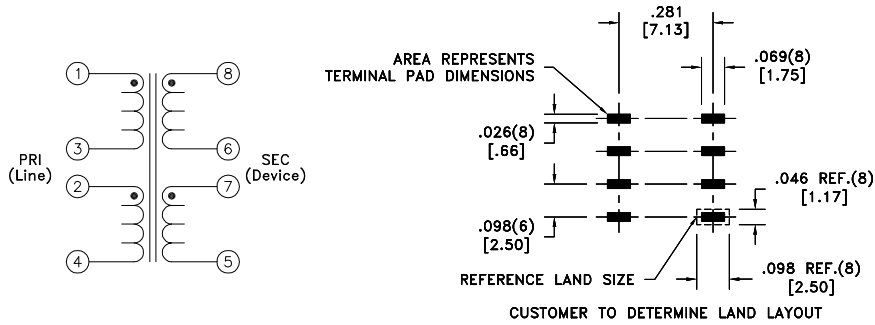 1
8
3
6
PRI
(Line)
SEC
(Device)
2
7
4
5
.281
[7.13]
AREA REPRESENTS
TERMINAL PAD DIMENSIONS
.069(8)
[1.75]
.026(8)
[.66]
.046 REF.(8)
[1.17]
.098(6)
[2.50]
REFERENCE LAND SIZE
.098 REF.(8)
[2.50]
CUSTOMER TO DETERMINE LAND LAYOUT